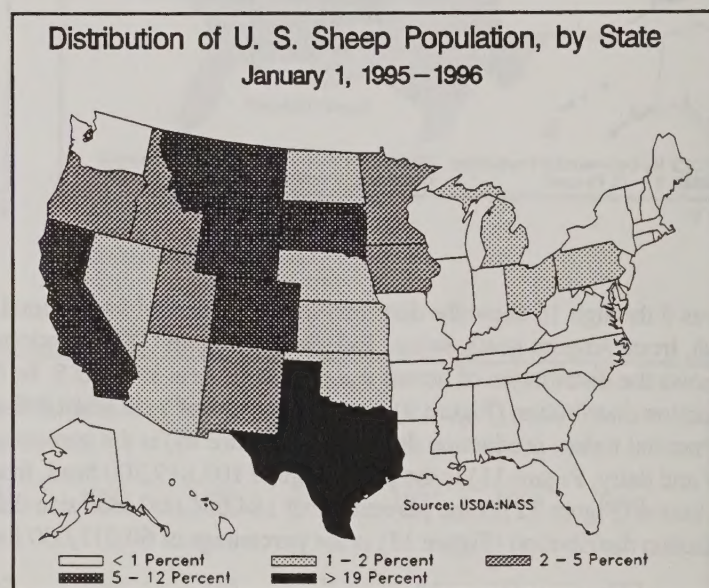 Distribution of U. S. Sheep Population, by State
January 1, 1995–1996
Source: USDA:NASS
< 1 Percent 1 – 2 Percent 2 – 5 Percent
5 – 12 Percent > 19 Percent